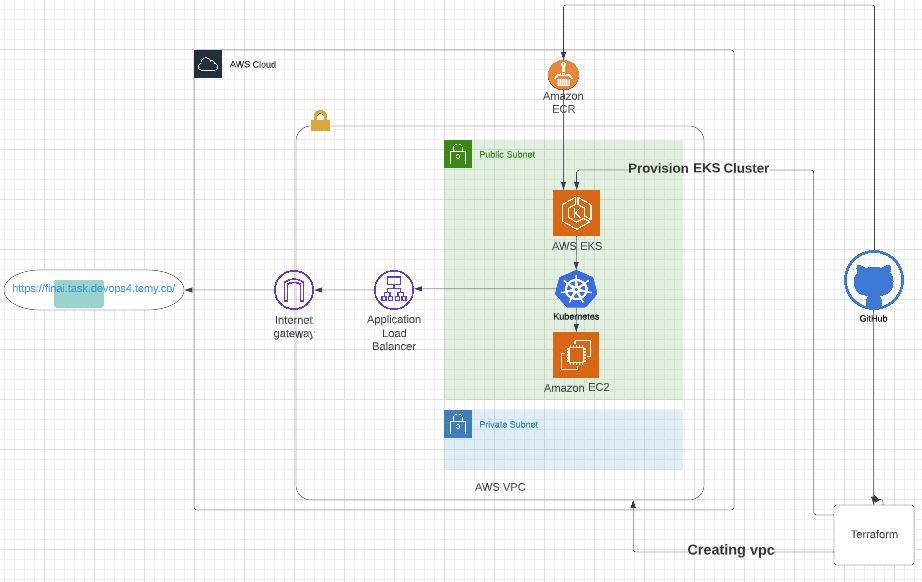 AWS Cloud
Amazon
ECR
Public Subnet
Provision EKS Cluster
AWS EKS
https://final.task.devops4.temy.co/
Internet
gateway
Application
Load
Balancer
Kubernetes
GitHub
Amazon EC2
Private Subnet
AWS VPC
Terraform
Creating vpc